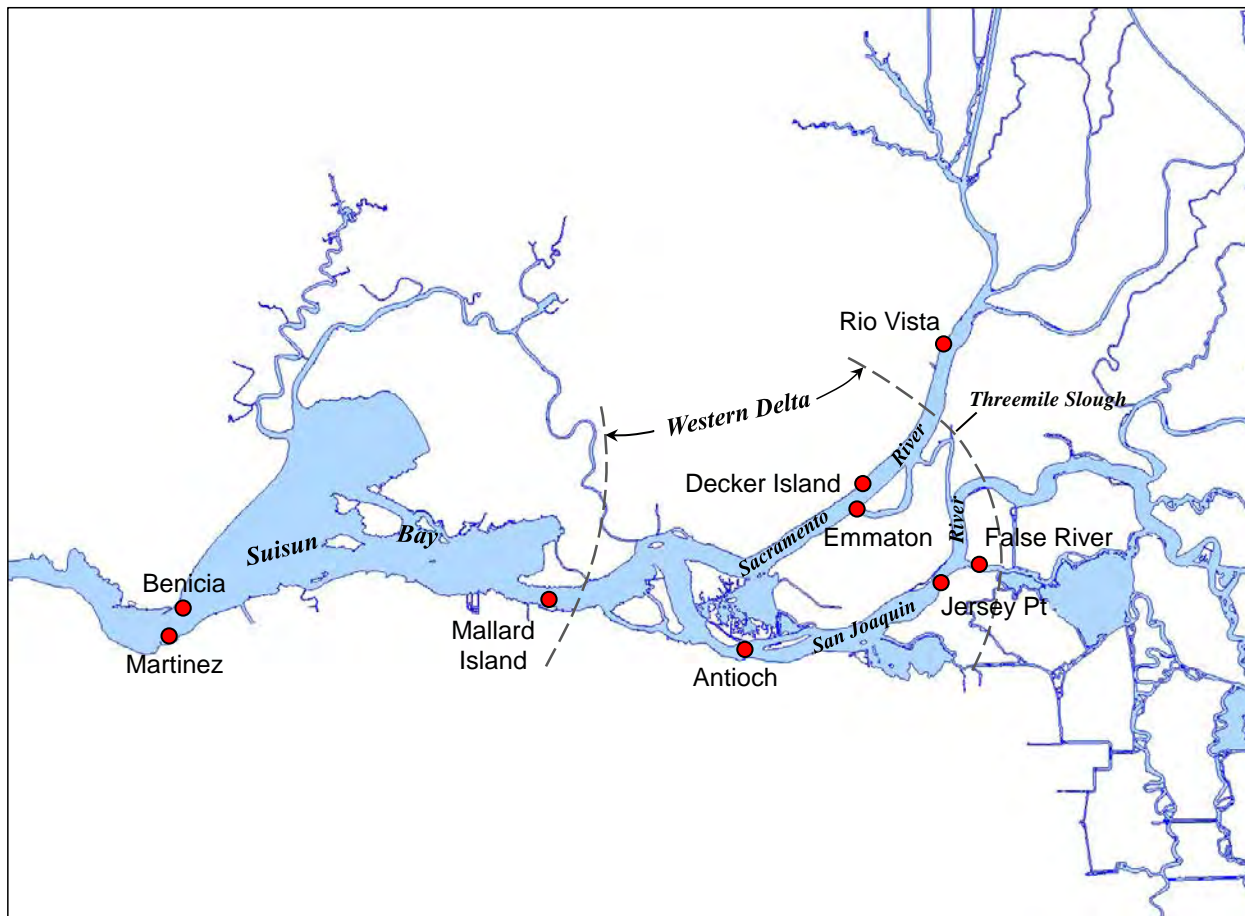 Rio Vista
Threemile Slough
Western Delta
River
Decker Island
Sacramento
Emmaton
River
False River
Suisun
Bay
Benicia
Jersey Pt
Mallard
Island
San Joaquin
Martinez
Antioch